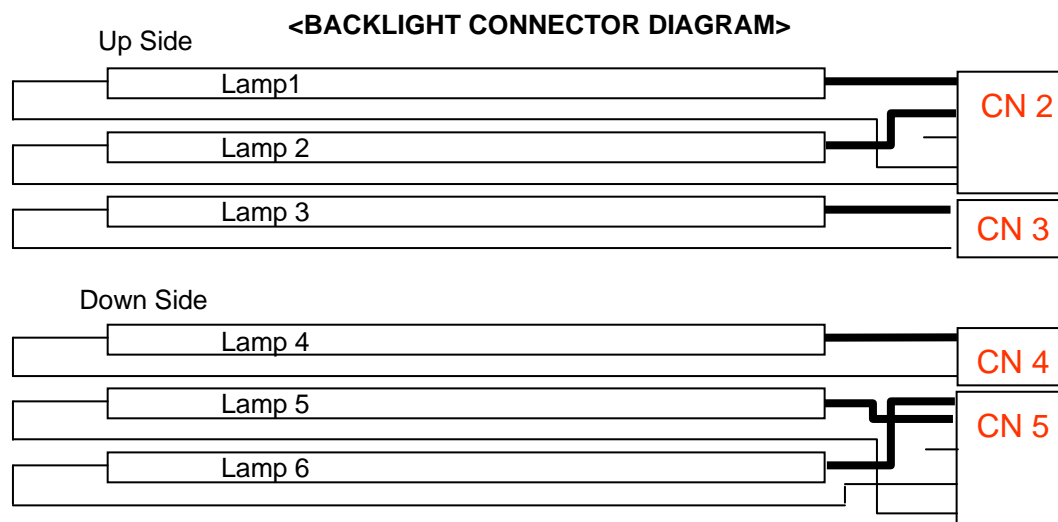 <BACKLIGHT CONNECTOR DIAGRAM>
Up Side
Lamp1
CN 2
Lamp 2
Lamp 3
CN 3
Down Side
Lamp 4
CN 4
Lamp 5
CN 5
Lamp 6